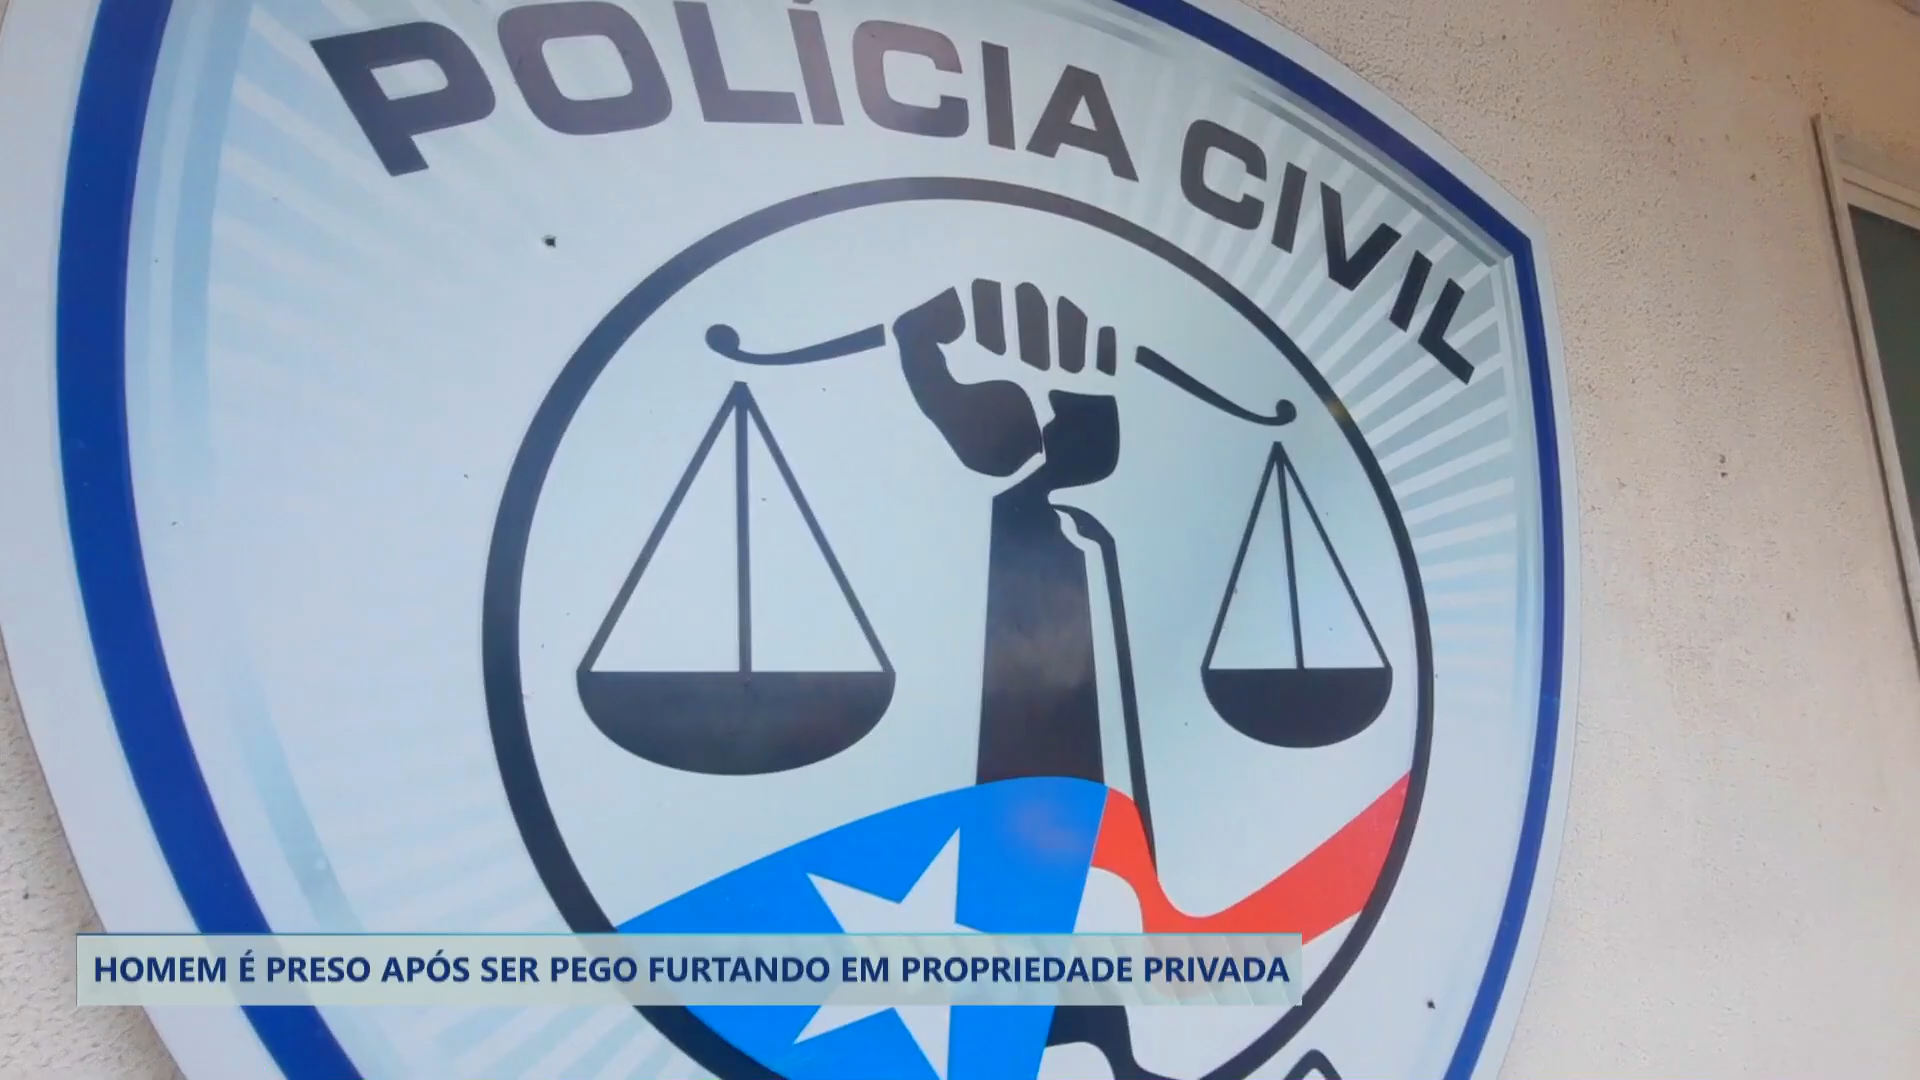 POLÍCIA CIVIL
HOMEM É PRESO APÓS SER PEGO FURTANDO EM PROPRIEDADE PRIVADA